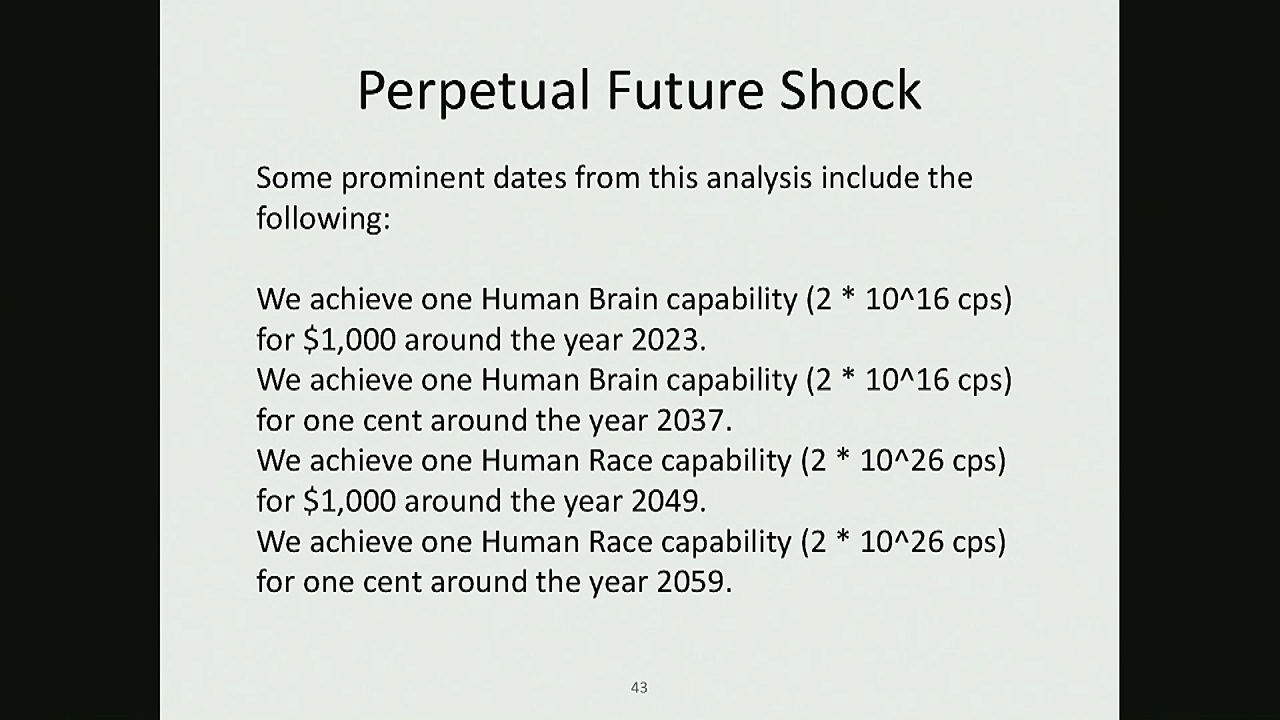 Perpetual Future Shock
Some prominent dates from this analysis include the
following:
We achieve one Human Brain capability (2 * 10^16 cps)
for $1,000 around the year 2023.
We achieve one Human Brain capability (2 * 10^16 cps)
for one cent around the year 2037.
We achieve one Human Race capability (2 * 10^26 cps)
for $1,000 around the year 2049.
We achieve one Human Race capability (2 * 10^26 cps)
for one cent around the year 2059.
43